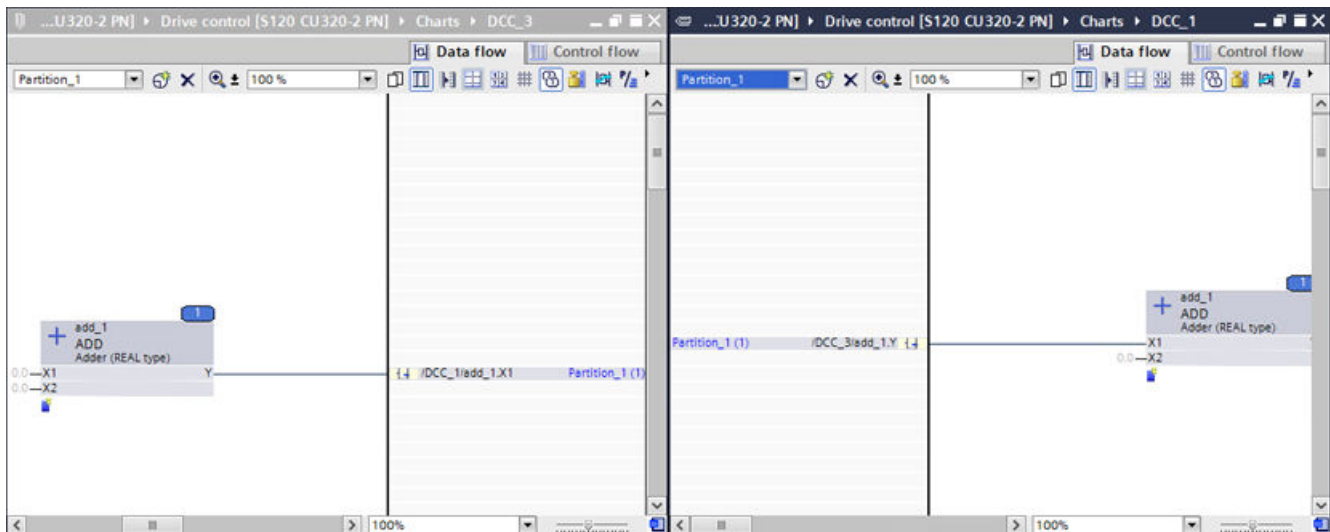 ...U320-2 PN] ▸ Drive control [S120 CU320-2 PN] ▸ Charts ▸ DCC_3
Data flow
Control flow
Partition_1
100 %
1
add_1
ADD
Adder (REAL type)
0.0
X1
Y
0.0
X2
/DCC_1/add_1.X1
Partition_1 (1)
100%
...U320-2 PN] ▸ Drive control [S120 CU320-2 PN] ▸ Charts ▸ DCC_1
Data flow
Control flow
Partition_1
100 %
Partition_1 (1)
/DCC_3/add_1.Y
1
add_1
ADD
Adder (REAL type)
X1
0.0
X2
100%